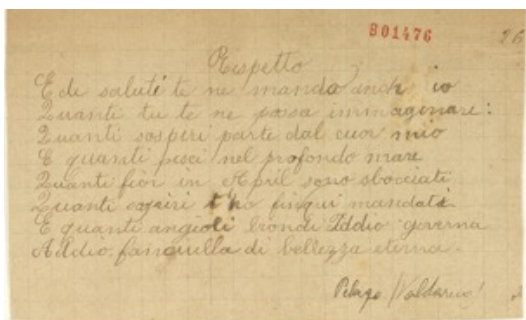 801476
26
Rispetto
E di saluti te ne mando anch io
Quanti tu te ne possa immaginare:
Quanti sospiri parte dal cuor mio
E quanti pesci nel profondo mare
Quanti fior in April sono sbocciati
Quanti sospiri t'ho finqui mandati
E quanti angioli biondi Iddio governa
Addio fanciulla di bellezza eterna.
Pelago (Valdarno)